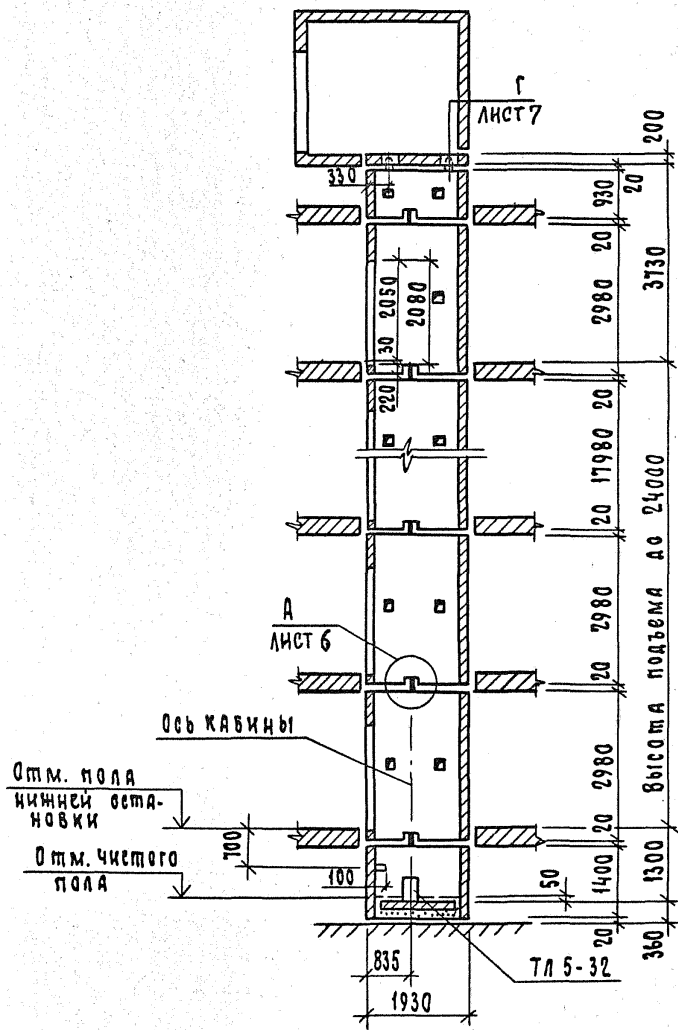 Г
ЛИСТ 7
200
330
930
20
20
3730
2050
2080
2980
30
220
20
17980
20
Высота подъема до 24000
2980
А
ЛИСТ 6
20
Ось кабины
2980
Отм. пола
нижней оста-
новки
20
700
Отм. чистого
пола
100
50
1400
1300
20
360
835
ТЛ 5-32
1930